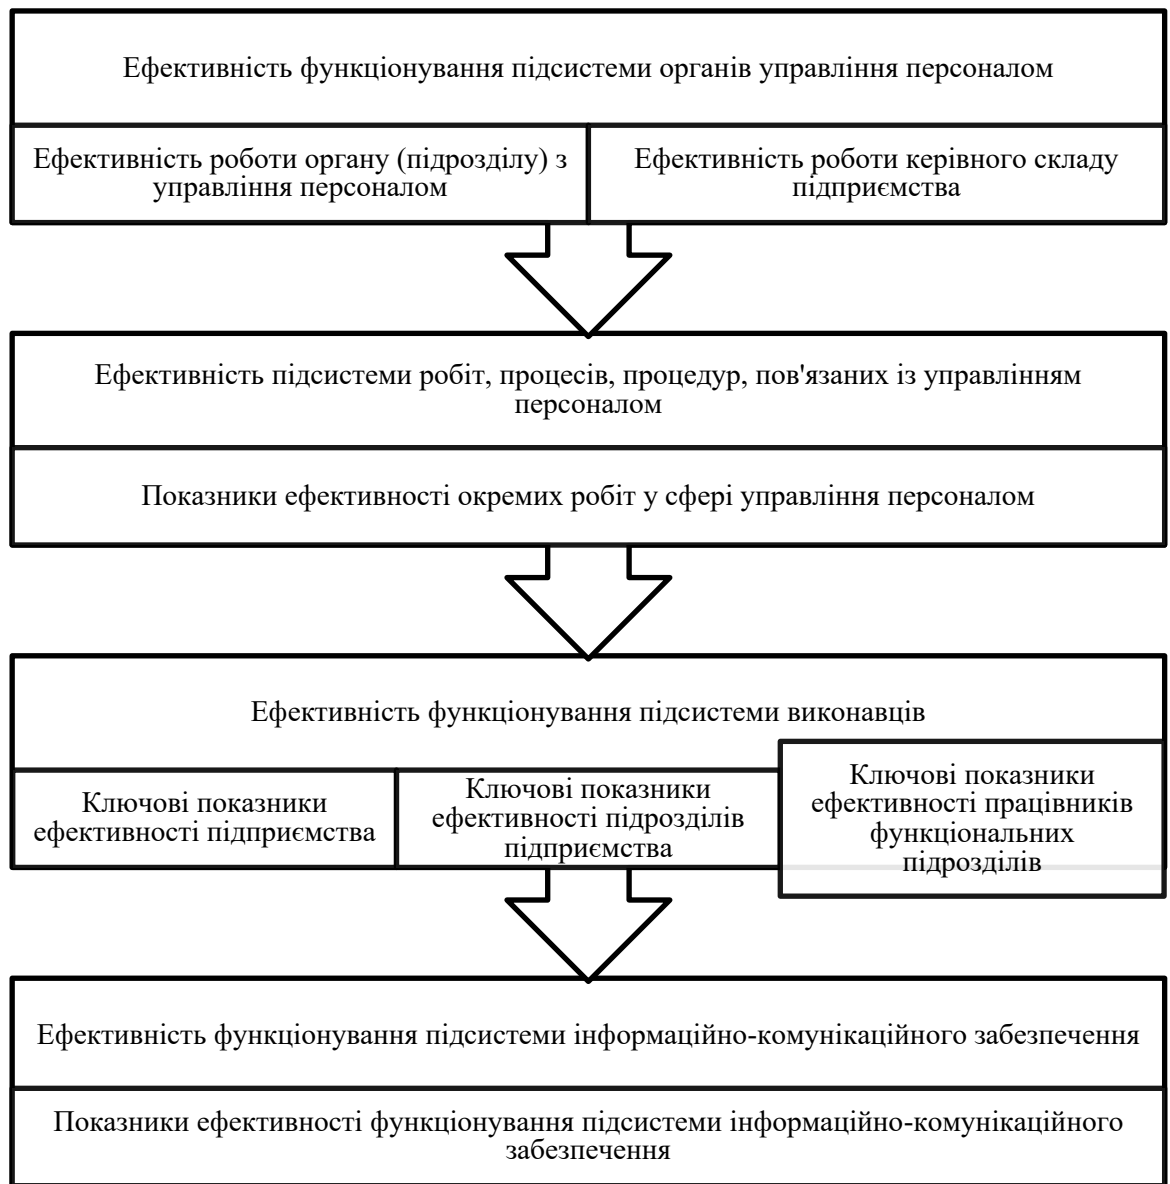 Ефективність функціонування підсистеми органів управління персоналом
Ефективність роботи органу (підрозділу) з
управління персоналом
Ефективність роботи керівного складу
підприємства
Ефективність підсистеми робіт, процесів, процедур, пов'язаних із управлінням
персоналом
Показники ефективності окремих робіт у сфері управління персоналом
Ефективність функціонування підсистеми виконавців
Ключові показники
ефективності підприємства
Ключові показники
ефективності підрозділів
підприємства
Ключові показники
ефективності працівників
функціональних
підрозділів
Ефективність функціонування підсистеми інформаційно-комунікаційного забезпечення
Показники ефективності функціонування підсистеми інформаційно-комунікаційного
забезпечення